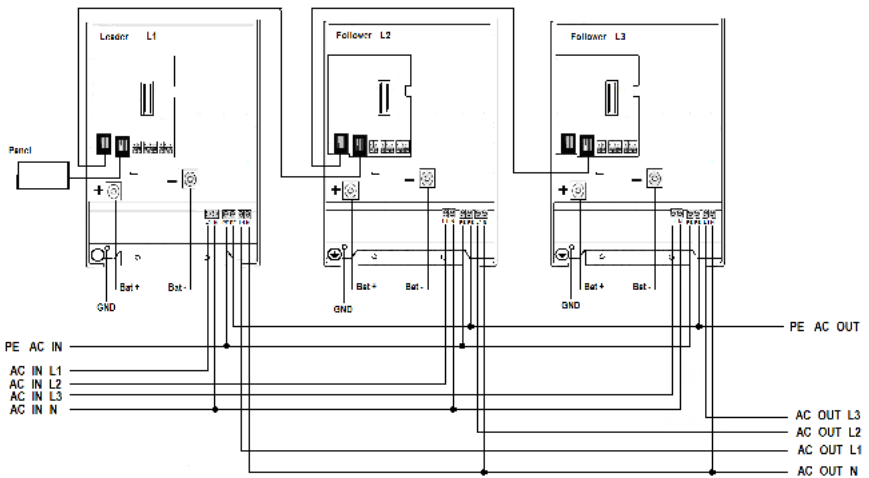 Leader L1
Follower L2
Follower L3
Panel
+
−
+
−
+
−
Bat+
Bat-
GND
Bat+
Bat-
GND
Bat+
Bat-
GND
PE AC OUT
PE AC IN
AC IN L1
AC IN L2
AC IN L3
AC IN N
AC OUT L3
AC OUT L2
AC OUT L1
AC OUT N